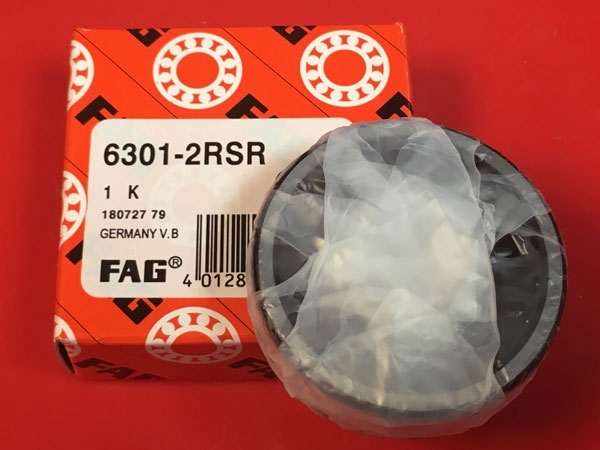 FAG
6301-2RSR
1 K
180727 79
GERMANY V.B
FAG®
4 0128